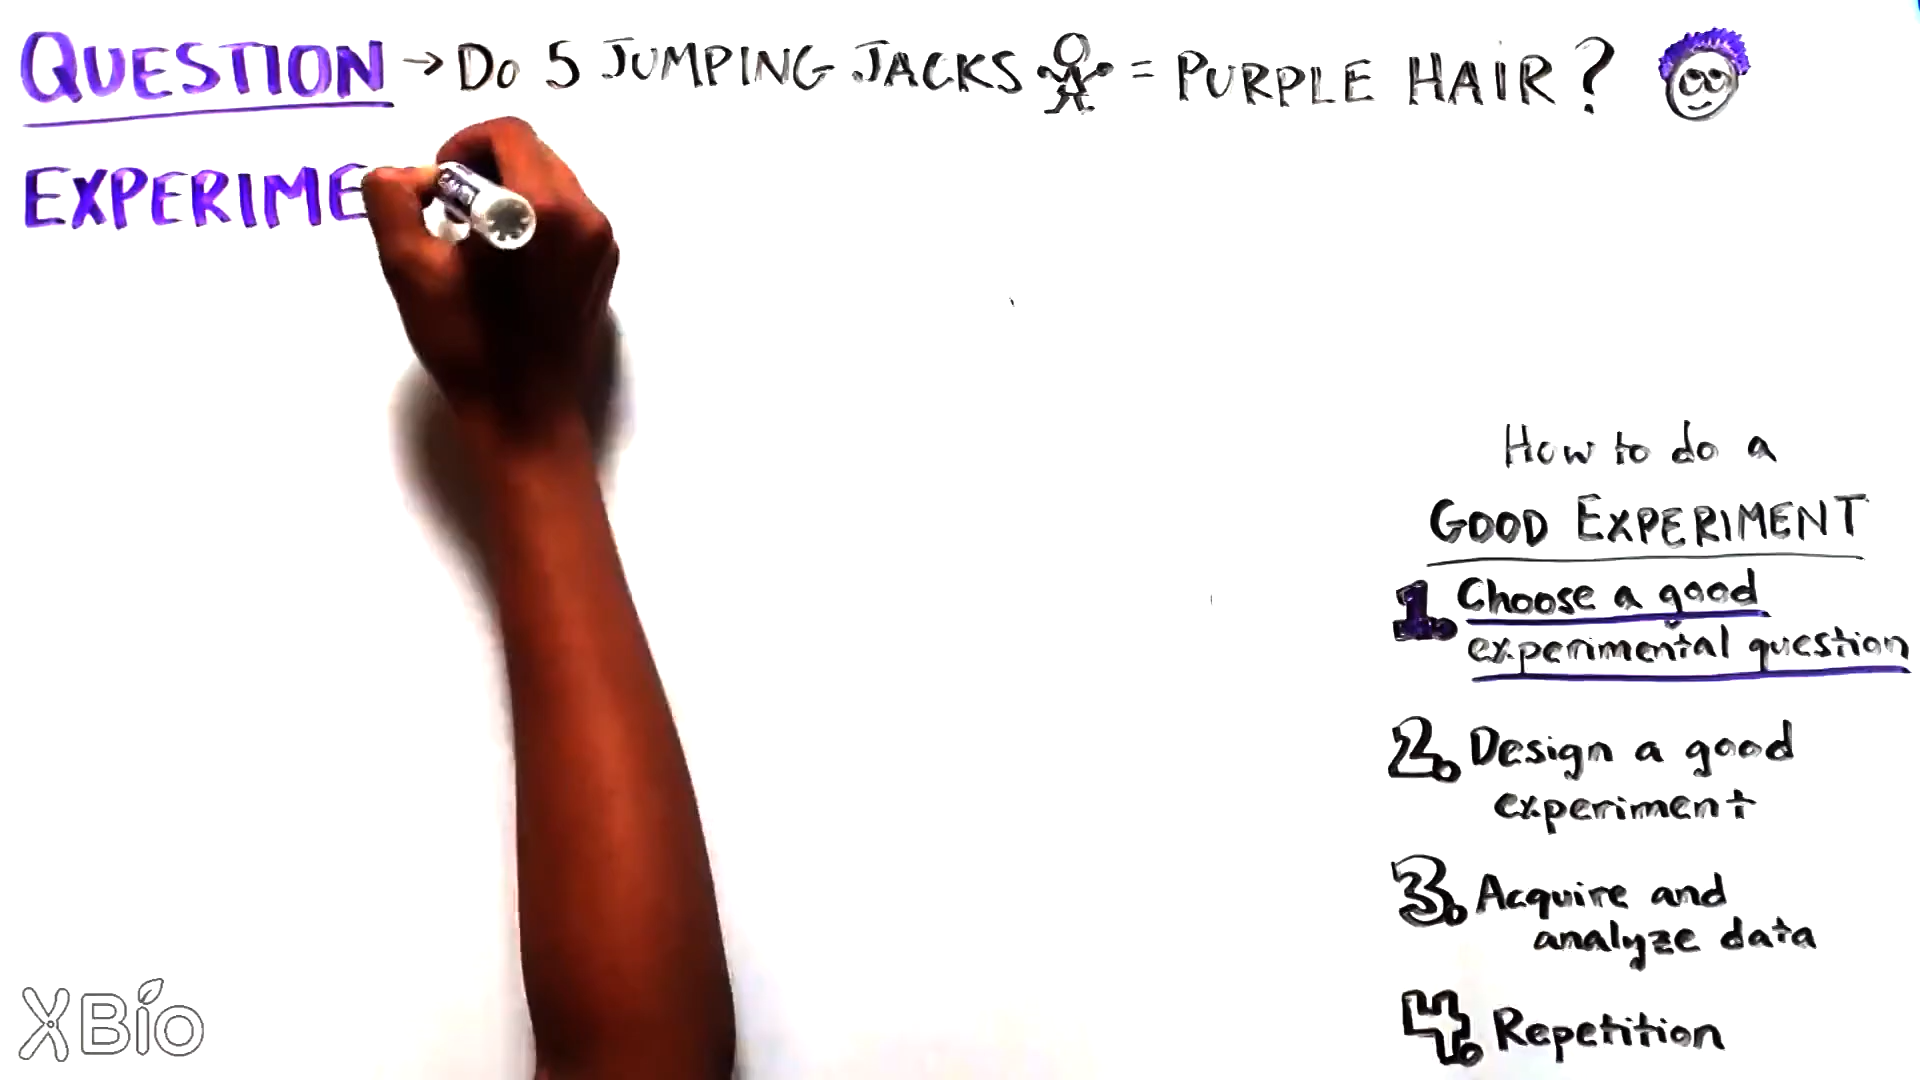 QUESTION → DO 5 JUMPING JACKS = PURPLE HAIR?
EXPERIME
How to do a
GOOD EXPERIMENT
1. Choose a good
experimental question
2. Design a good
experiment
3. Acquire and
analyze data
4. Repetition
XBio